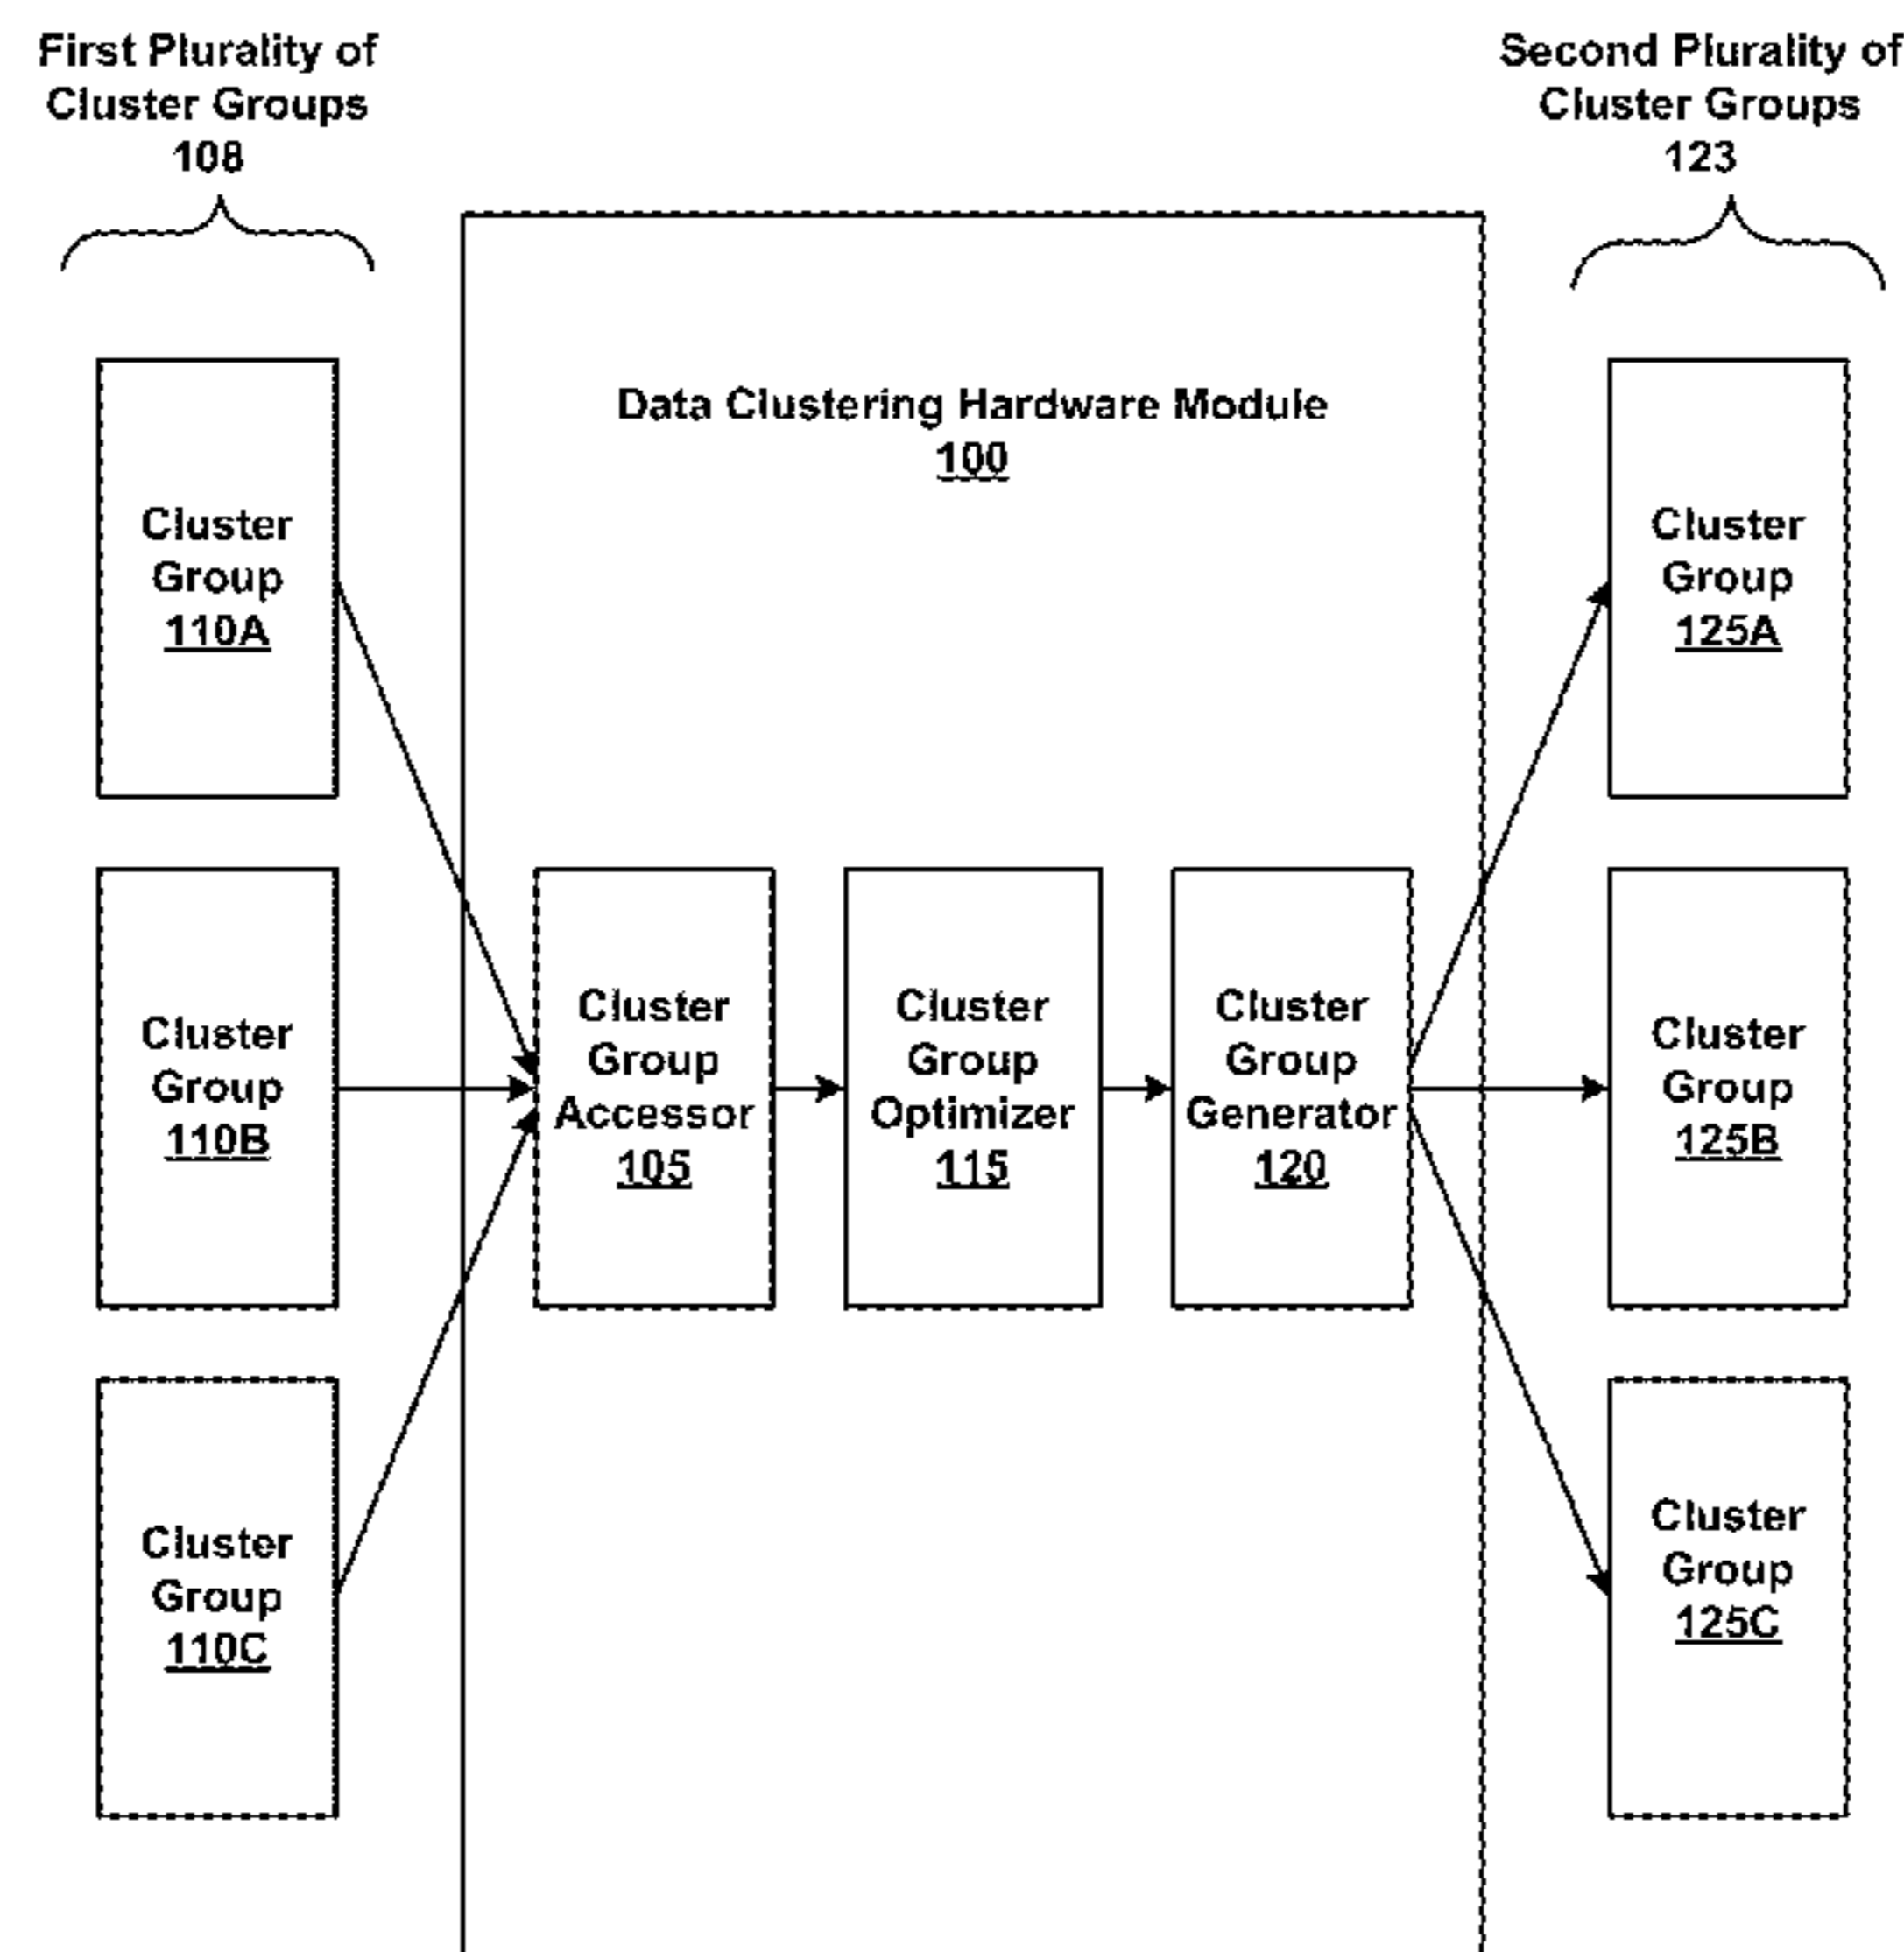 First Plurality of
Cluster Groups
108
Second Plurality of
Cluster Groups
123
Data Clustering Hardware Module
100
Cluster
Group
110A
Cluster
Group
110B
Cluster
Group
110C
Cluster
Group
Accessor
105
Cluster
Group
Optimizer
115
Cluster
Group
Generator
120
Cluster
Group
125A
Cluster
Group
125B
Cluster
Group
125C